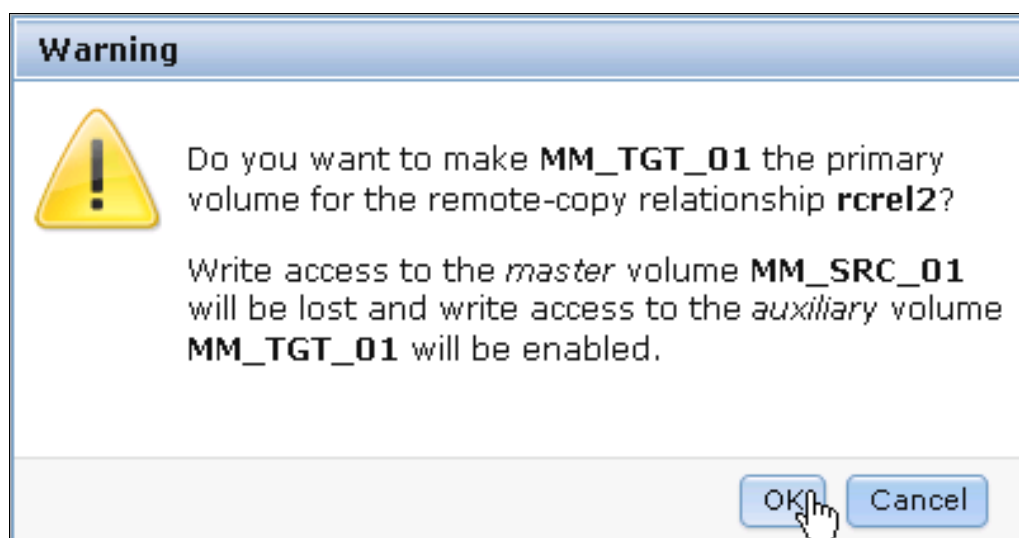 Warning
Do you want to make MM_TGT_01 the primary
volume for the remote-copy relationship rcrel2?
Write access to the master volume MM_SRC_01
will be lost and write access to the auxiliary volume
MM_TGT_01 will be enabled.
OK
Cancel